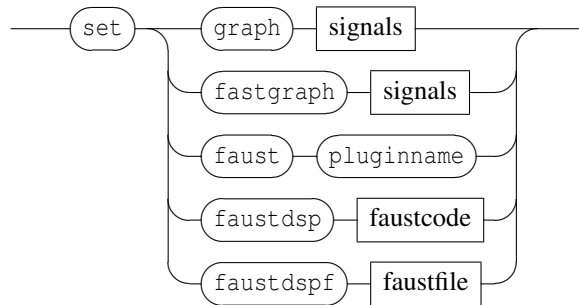 set graph signals
fastgraph signals
faust pluginname
faustdsp faustcode
faustdspf faustfile